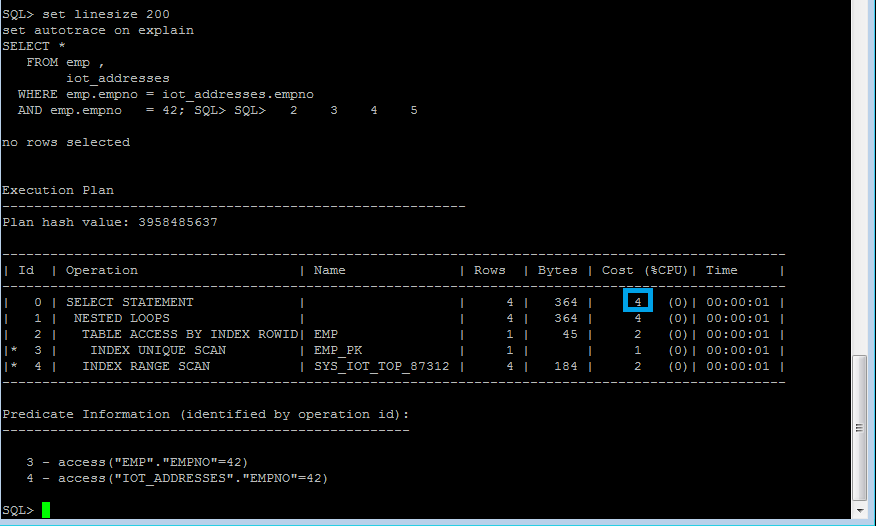 SQL> set linesize 200
set autotrace on explain
SELECT *
   FROM emp ,
        iot_addresses
  WHERE emp.empno = iot_addresses.empno
  AND emp.empno   = 42; SQL> SQL>   2    3    4    5

no rows selected


Execution Plan
----------------------------------------------------------
Plan hash value: 3958485637

--------------------------------------------------------------------------------------------------
| Id  | Operation                    | Name              | Rows  | Bytes | Cost (%CPU)| Time     |
--------------------------------------------------------------------------------------------------
|   0 | SELECT STATEMENT             |                   |     4 |   364 |     4   (0)| 00:00:01 |
|   1 |  NESTED LOOPS                |                   |     4 |   364 |     4   (0)| 00:00:01 |
|   2 |   TABLE ACCESS BY INDEX ROWID| EMP               |     1 |    45 |     2   (0)| 00:00:01 |
|*  3 |    INDEX UNIQUE SCAN         | EMP_PK            |     1 |       |     1   (0)| 00:00:01 |
|*  4 |   INDEX RANGE SCAN           | SYS_IOT_TOP_87312 |     4 |   184 |     2   (0)| 00:00:01 |
--------------------------------------------------------------------------------------------------

Predicate Information (identified by operation id):
---------------------------------------------------

   3 - access("EMP"."EMPNO"=42)
   4 - access("IOT_ADDRESSES"."EMPNO"=42)

SQL>